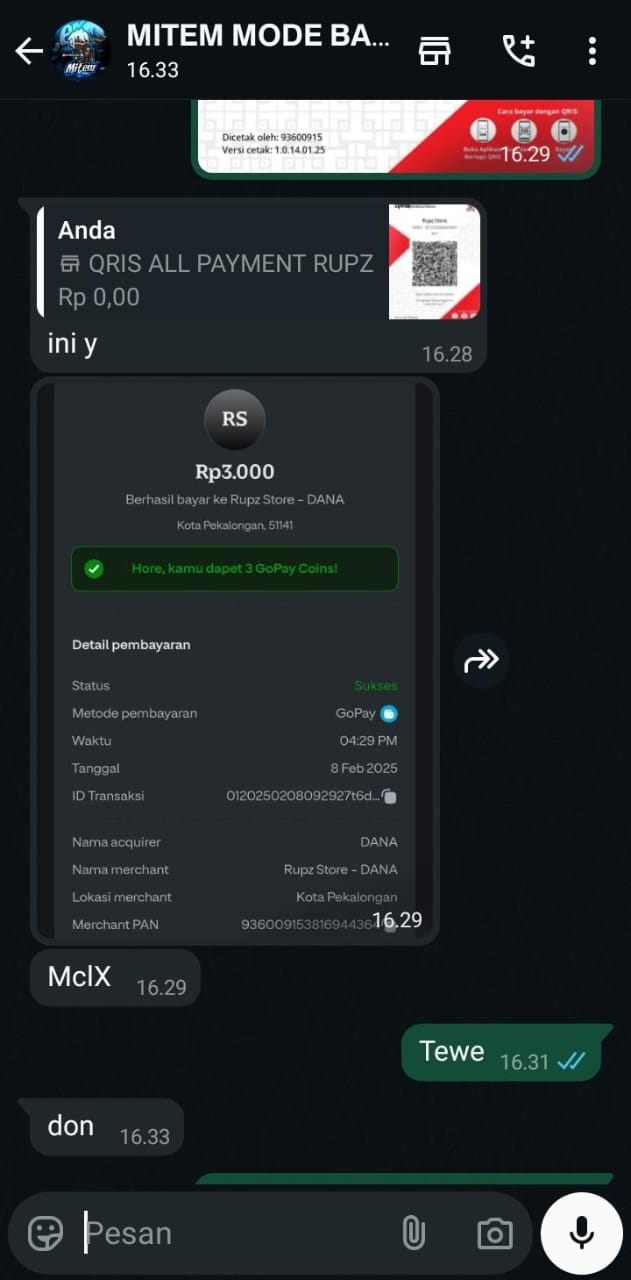 MITEM MODE BA...
16.33
Cara bayar dengan QRIS:
Dicetak oleh: 93600915
Versi cetak: 1.0.14.01.25
16.29
Anda
QRIS ALL PAYMENT RUPZ
Rp 0,00
ini y
16.28
RS
Rp3.000
Berhasil bayar ke Rupz Store – DANA
Kota Pekalongan, 51141
Hore, kamu dapet 3 GoPay Coins!
Detail pembayaran
Status Sukses
Metode pembayaran GoPay
Waktu 04:29 PM
Tanggal 8 Feb 2025
ID Transaksi 0120250208092927t6d...
Nama acquirer DANA
Nama merchant Rupz Store – DANA
Lokasi merchant Kota Pekalongan
Merchant PAN 936009153816944364
16.29
MclX
16.29
Tewe
16.31
don
16.33
Pesan